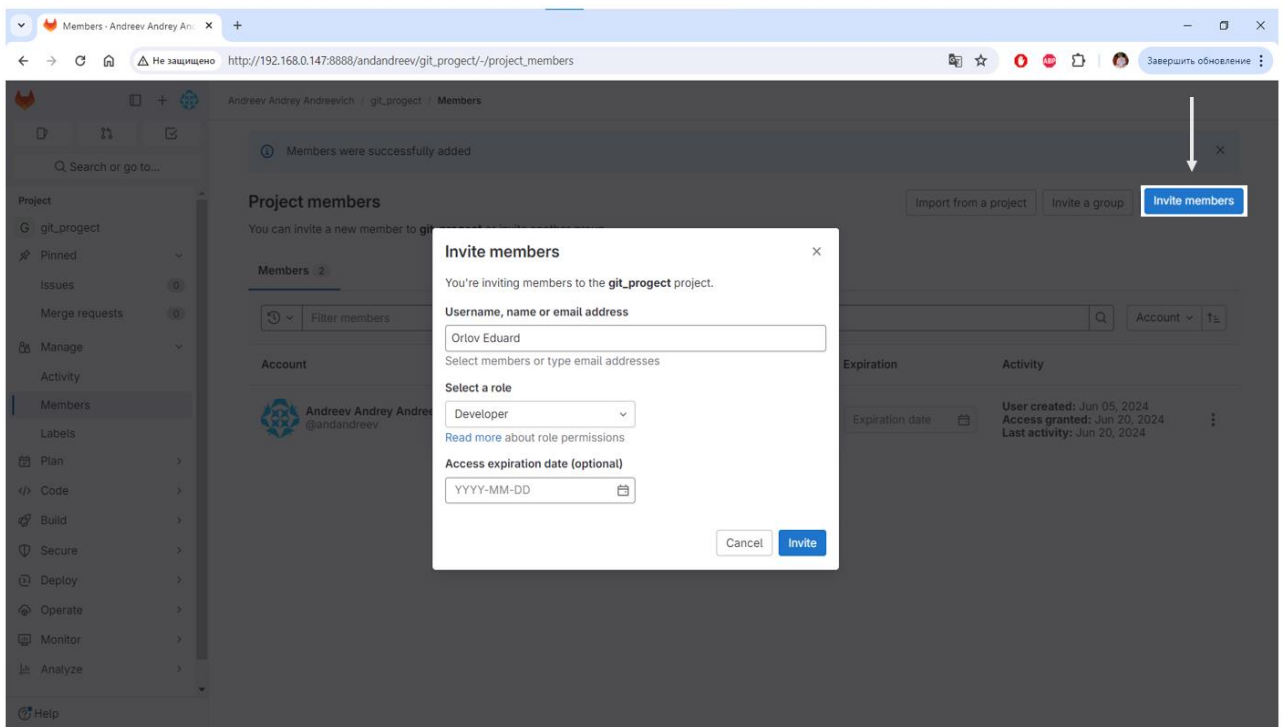 Members · Andreev Andrey And
Не защищено
http://192.168.0.147:8888/andandreev/git_progect/-/project_members
ABP
Завершить обновление
Andreev Andrey Andreevich / git_progect / Members
Search or go to...
Members were successfully added
Project
G git_progect
Pinned
Issues 0
Merge requests 0
Manage
Activity
Members
Labels
Plan
Code
Build
Secure
Deploy
Operate
Monitor
Analyze
Help
Project members
Import from a project
Invite a group
Invite members
You can invite a new member to
Members 2
Filter members
Account
Account
Expiration
Activity
Andreev Andrey Andree
@andandreev
Expiration date
User created: Jun 05, 2024
Access granted: Jun 20, 2024
Last activity: Jun 20, 2024
Invite members
You're inviting members to the git_progect project.
Username, name or email address
Orlov Eduard
Select members or type email addresses
Select a role
Developer
Read more about role permissions
Access expiration date (optional)
YYYY-MM-DD
Cancel
Invite